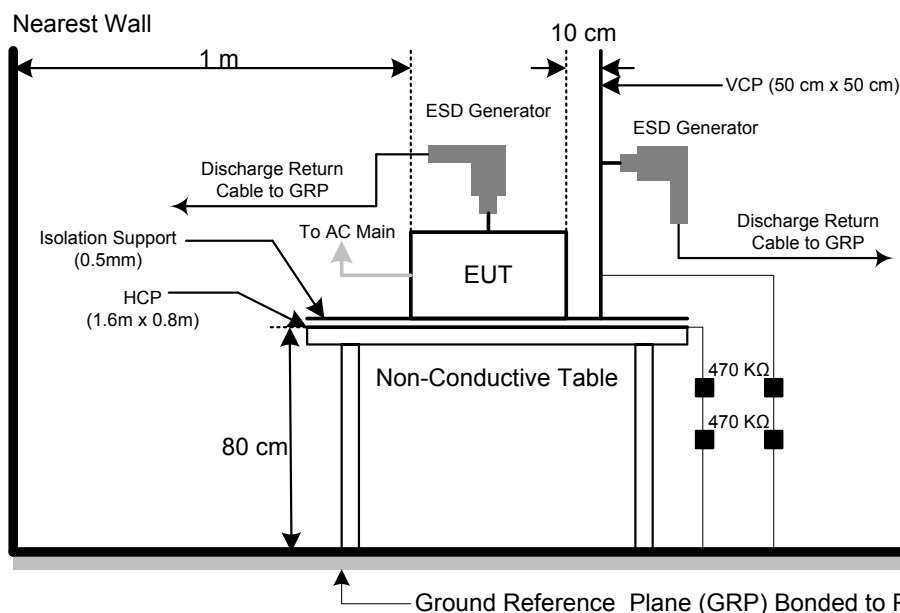 Nearest Wall
10 cm
1 m
VCP (50 cm x 50 cm)
ESD Generator
ESD Generator
Discharge Return
Cable to GRP
Discharge Return
Cable to GRP
To AC Main
Isolation Support
(0.5mm)
EUT
HCP
(1.6m x 0.8m)
Non-Conductive Table
470 KΩ
470 KΩ
80 cm
Ground Reference Plane (GRP) Bonded to